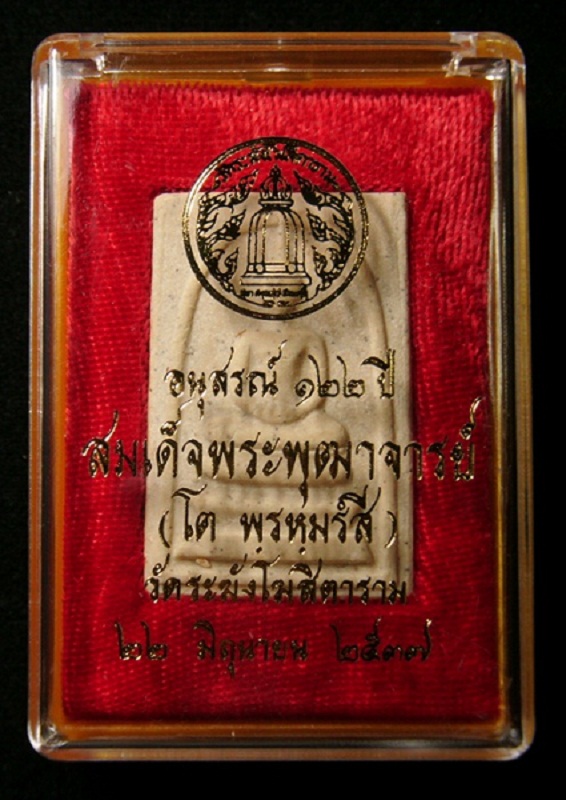 อนุสรณ์ ๑๒๒ ปี
สมเด็จพระพุฒาจารย์
(โต พฺรหฺมรํสี)
วัดระฆังโฆสิตาราม
๒๒ มิถุนายน ๒๕๓๗